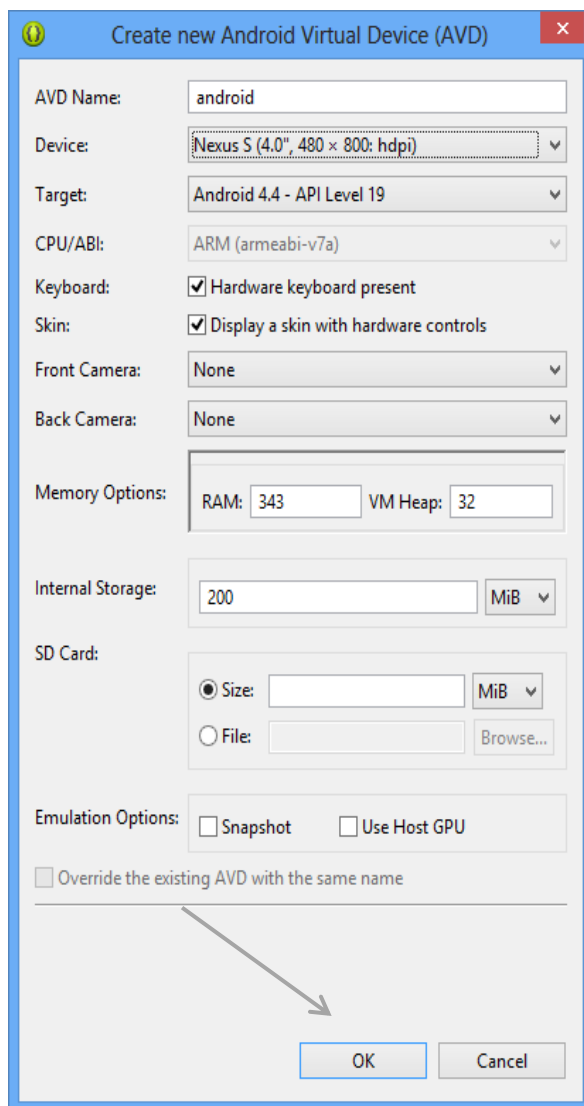 Create new Android Virtual Device (AVD)
x
AVD Name: android
Device: Nexus S (4.0", 480 × 800: hdpi)
Target: Android 4.4 - API Level 19
CPU/ABI: ARM (armeabi-v7a)
Keyboard: Hardware keyboard present
Skin: Display a skin with hardware controls
Front Camera: None
Back Camera: None
Memory Options: RAM: 343 VM Heap: 32
Internal Storage: 200 MiB
SD Card:
Size: MiB
File: Browse...
Emulation Options: Snapshot Use Host GPU
Override the existing AVD with the same name
OK Cancel